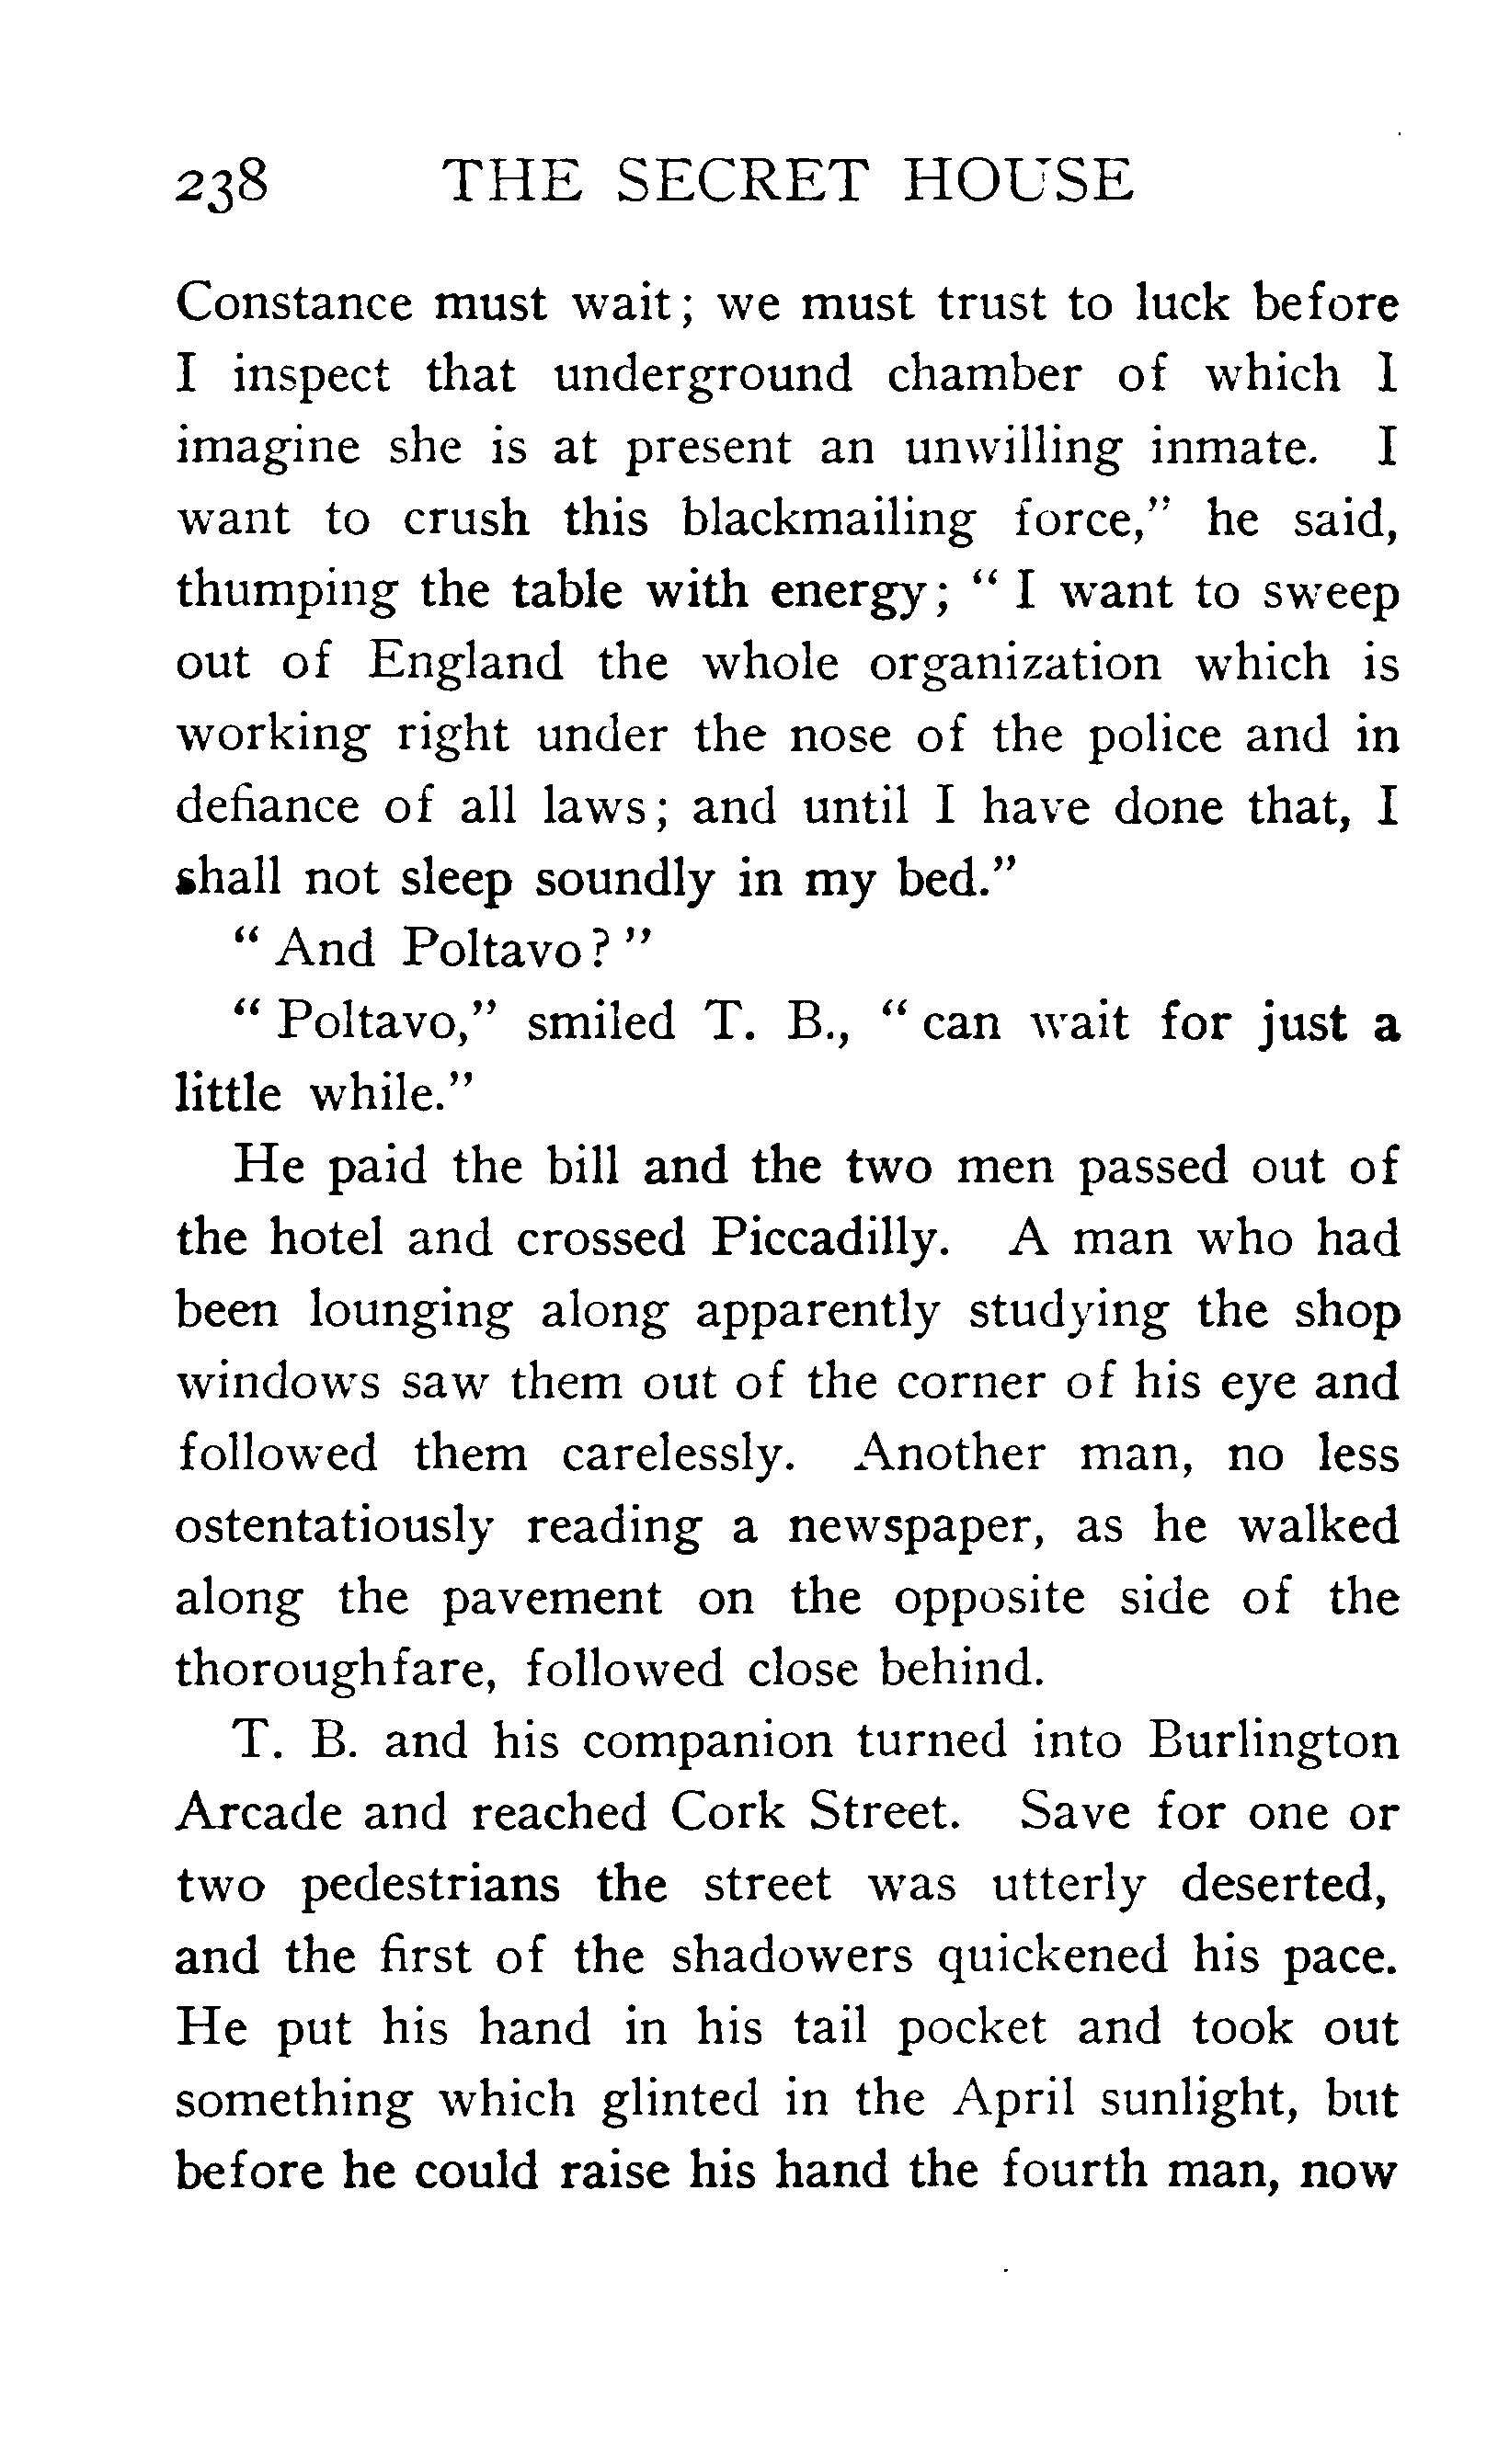 238 THE SECRET HOUSE
Constance must wait; we must trust to luck before
I inspect that underground chamber of which I
imagine she is at present an unwilling inmate. I
want to crush this blackmailing force," he said,
thumping the table with energy; " I want to sweep
out of England the whole organization which is
working right under the nose of the police and in
defiance of all laws; and until I have done that, I
shall not sleep soundly in my bed."
" And Poltavo? "
" Poltavo," smiled T. B., " can wait for just a
little while."
He paid the bill and the two men passed out of
the hotel and crossed Piccadilly. A man who had
been lounging along apparently studying the shop
windows saw them out of the corner of his eye and
followed them carelessly. Another man, no less
ostentatiously reading a newspaper, as he walked
along the pavement on the opposite side of the
thoroughfare, followed close behind.
T. B. and his companion turned into Burlington
Arcade and reached Cork Street. Save for one or
two pedestrians the street was utterly deserted,
and the first of the shadowers quickened his pace.
He put his hand in his tail pocket and took out
something which glinted in the April sunlight, but
before he could raise his hand the fourth man, now